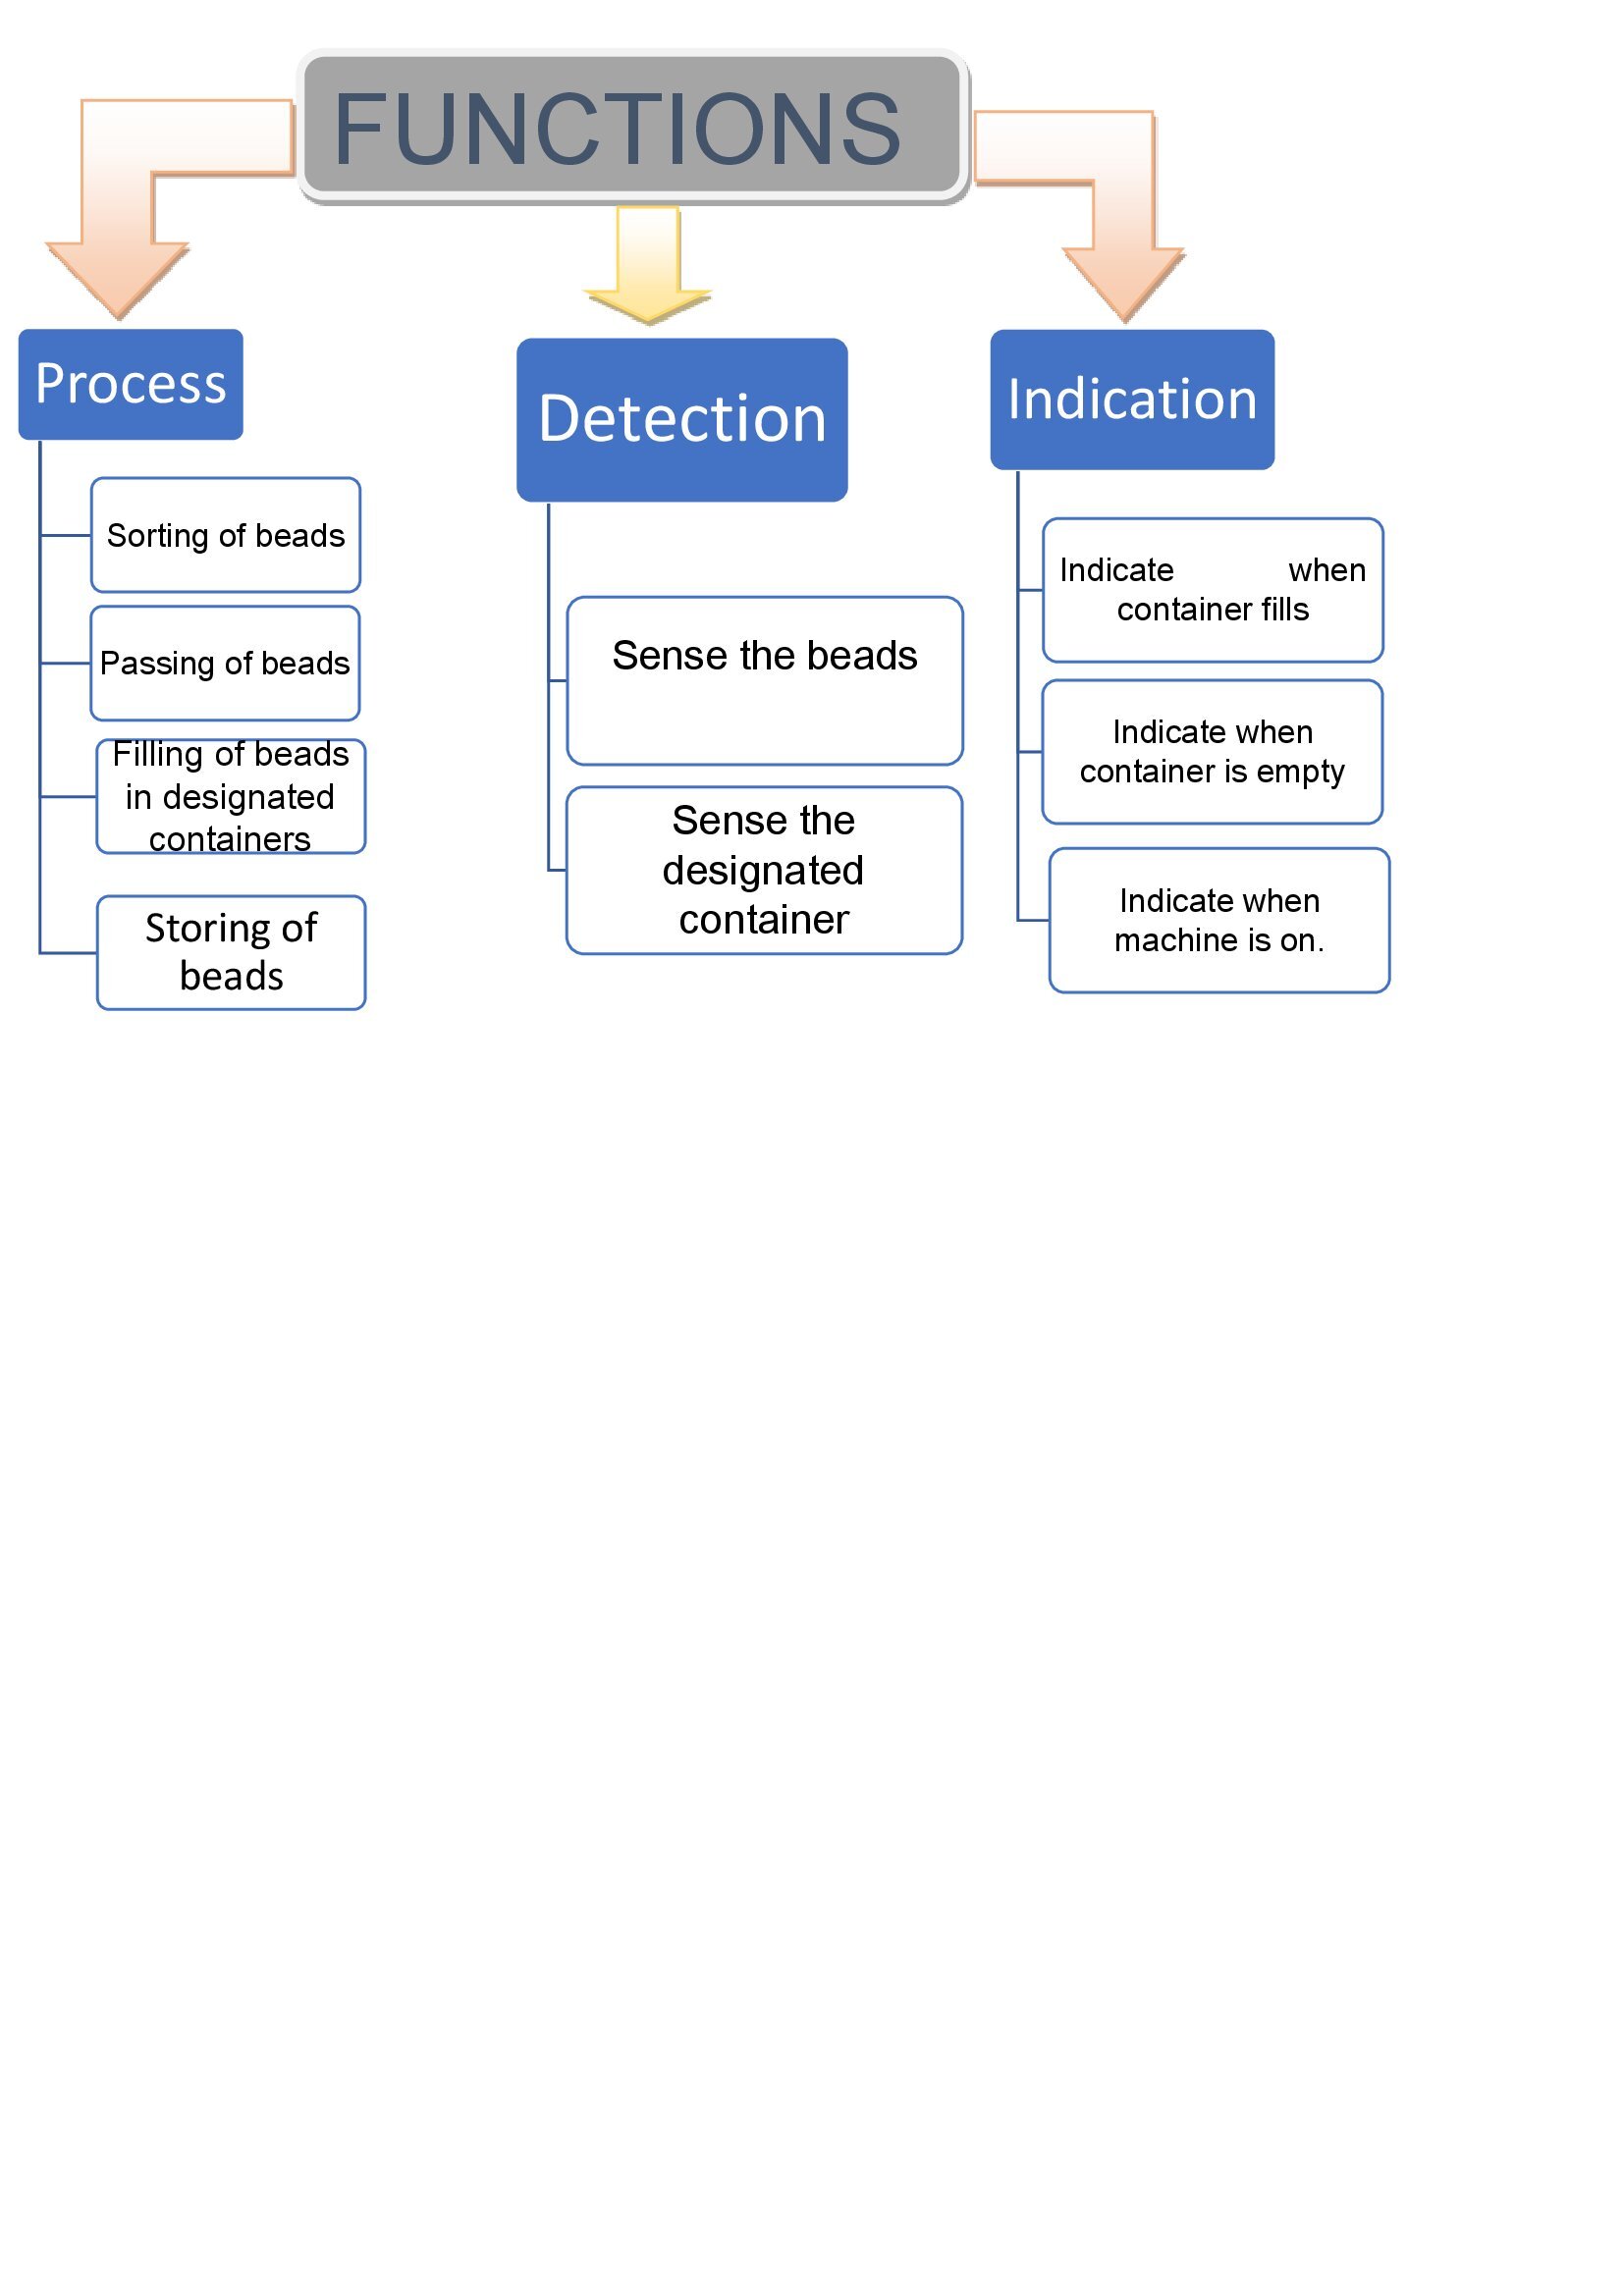 FUNCTIONS
Process
Sorting of beads
Passing of beads
Filling of beads
in designated
containers
Storing of
beads
Detection
Sense the beads
Sense the
designated
container
Indication
Indicate when
container fills
Indicate when
container is empty
Indicate when
machine is on.